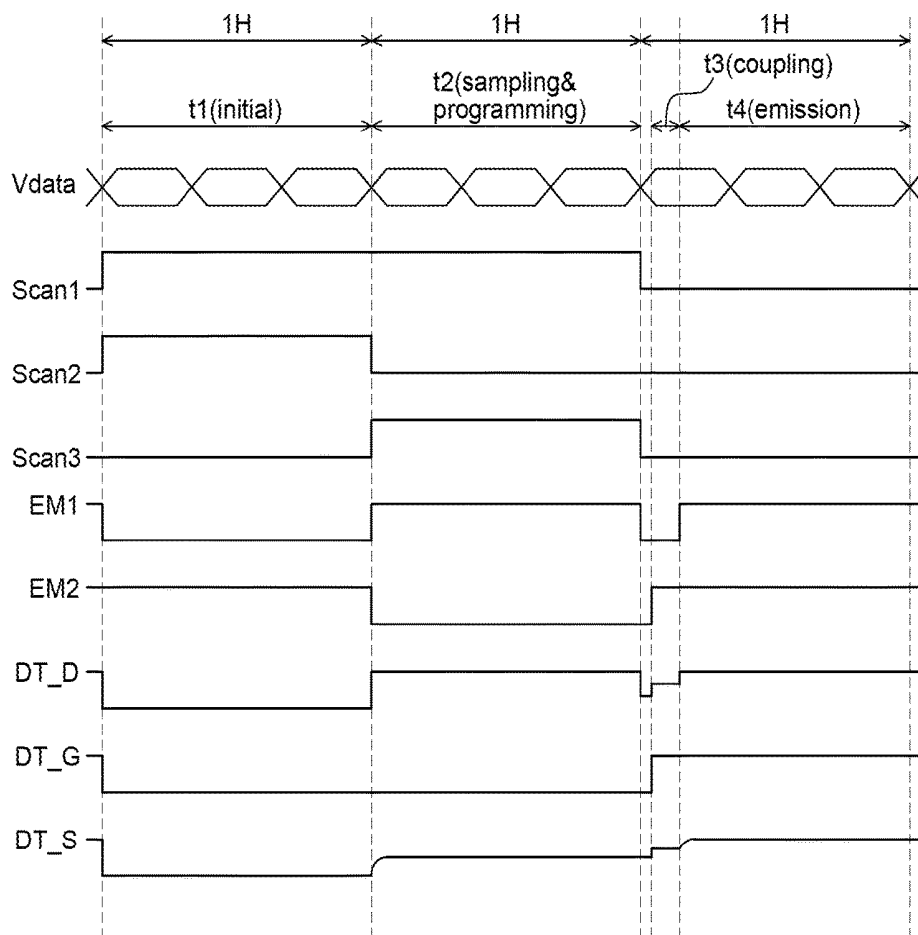 1H
1H
1H
t3(coupling)
t2(sampling&
programming)
t1(initial)
t4(emission)
Vdata
Scan1
Scan2
Scan3
EM1
EM2
DT_D
DT_G
DT_S